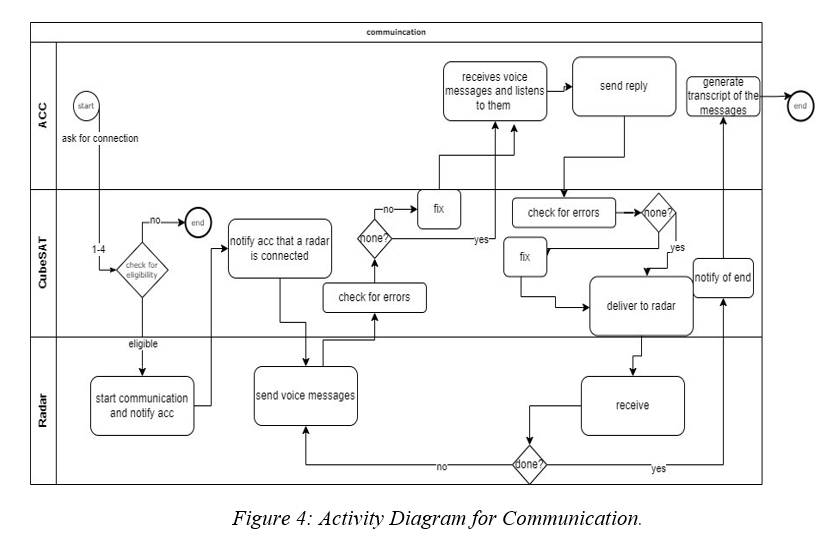 commuincation
ACC
start
ask for connection
receives voice
messages and listens
to them
send reply
generate
transcript of the
messages
end
CubeSAT
1-4
no
end
check for
eligibility
eligible
notify acc that a radar
is connected
none?
no
fix
yes
check for errors
check for errors
none?
yes
fix
deliver to radar
notify of end
Radar
start communication
and notify acc
send voice messages
receive
done?
no
yes
Figure 4: Activity Diagram for Communication.